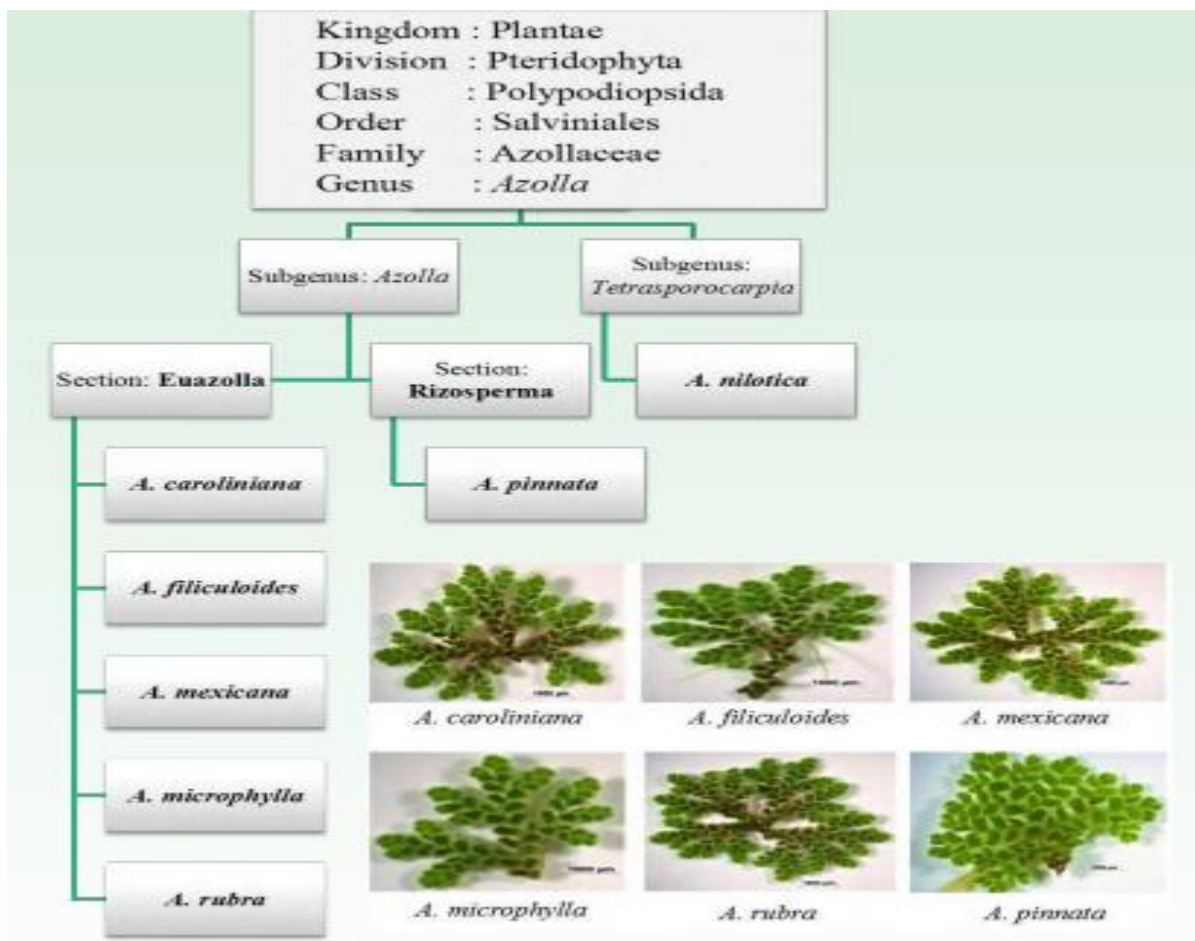 Kingdom : Plantae
Division : Pteridophyta
Class : Polypodiopsida
Order : Salviniales
Family : Azollaceae
Genus : Azolla
Subgenus: Azolla
Subgenus:
Tetrasporocarpia
Section: Euazolla
Section:
Rizosperma
A. nilotica
A. caroliniana
A. pinnata
A. filiculoides
A. mexicana
A. microphylla
A. rubra
A. caroliniana
A. filiculoides
A. mexicana
A. microphylla
A. rubra
A. pinnata